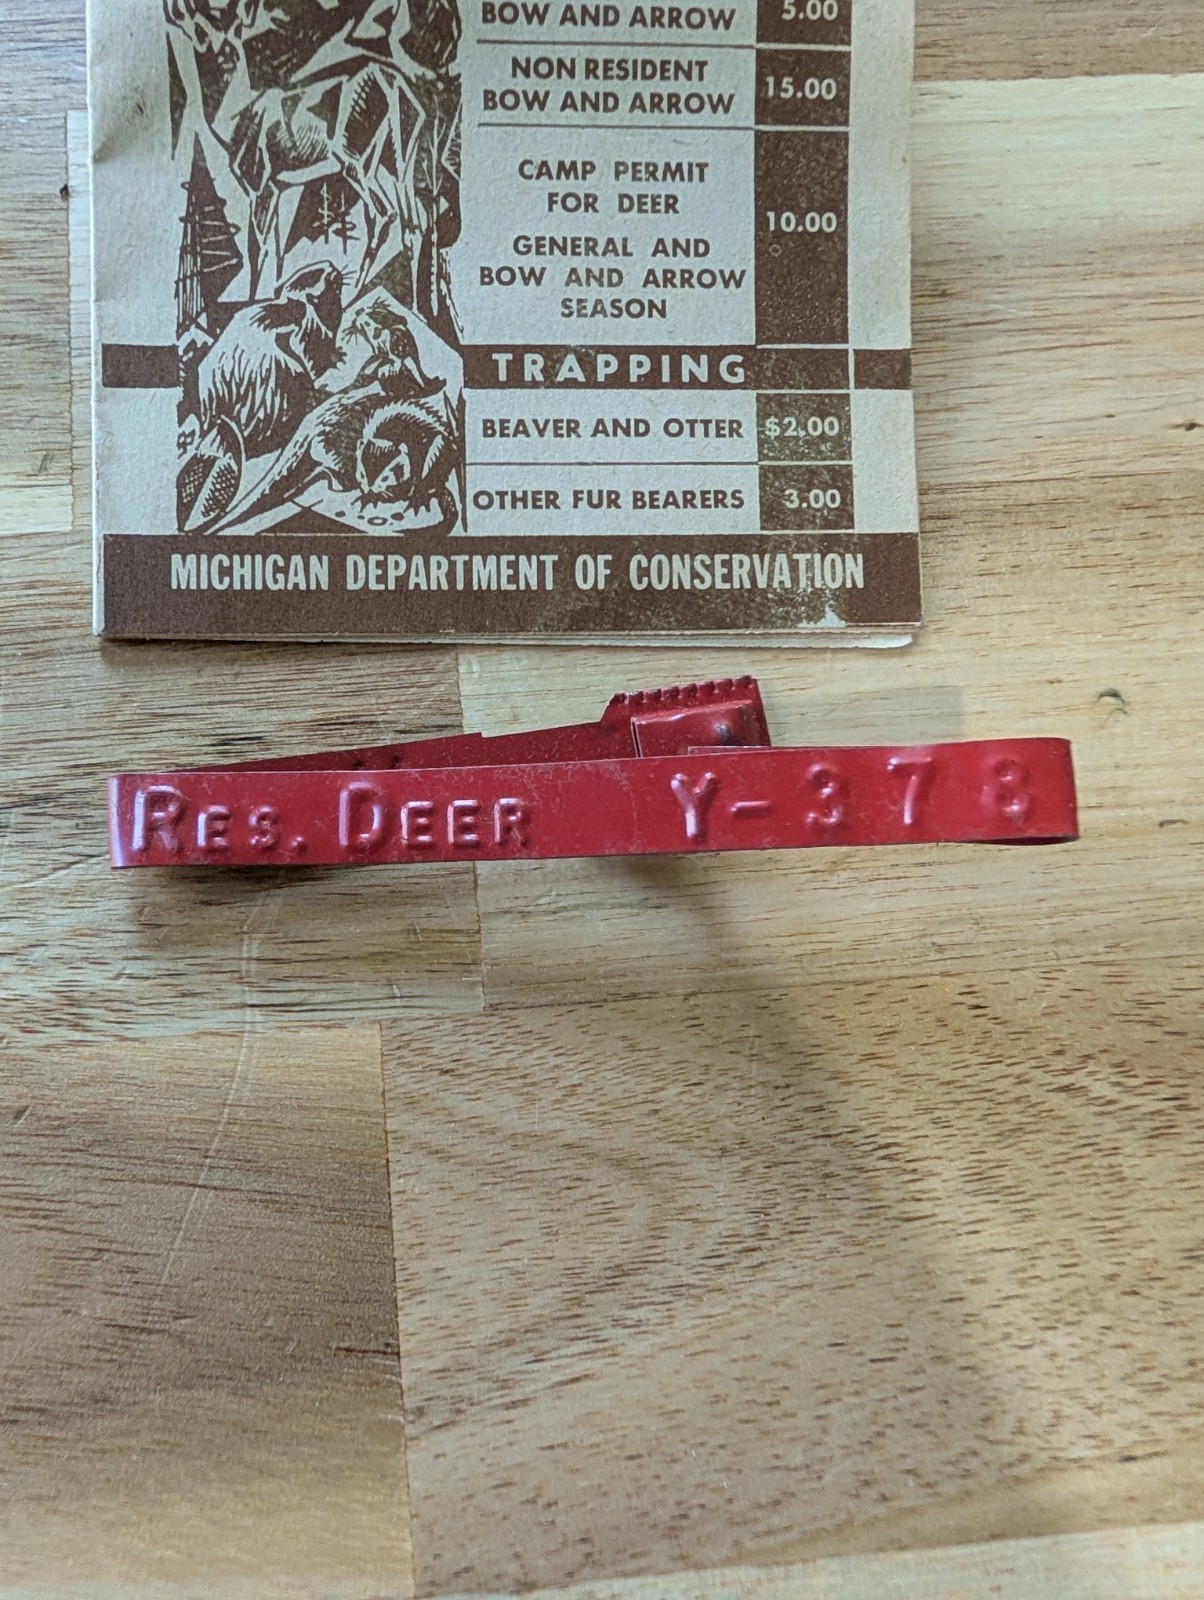 BOW AND ARROW 5.00
NON RESIDENT
BOW AND ARROW 15.00
CAMP PERMIT
FOR DEER
10.00
GENERAL AND
BOW AND ARROW
SEASON
TRAPPING
BEAVER AND OTTER $2.00
OTHER FUR BEARERS 3.00
MICHIGAN DEPARTMENT OF CONSERVATION
RES. DEER Y-378